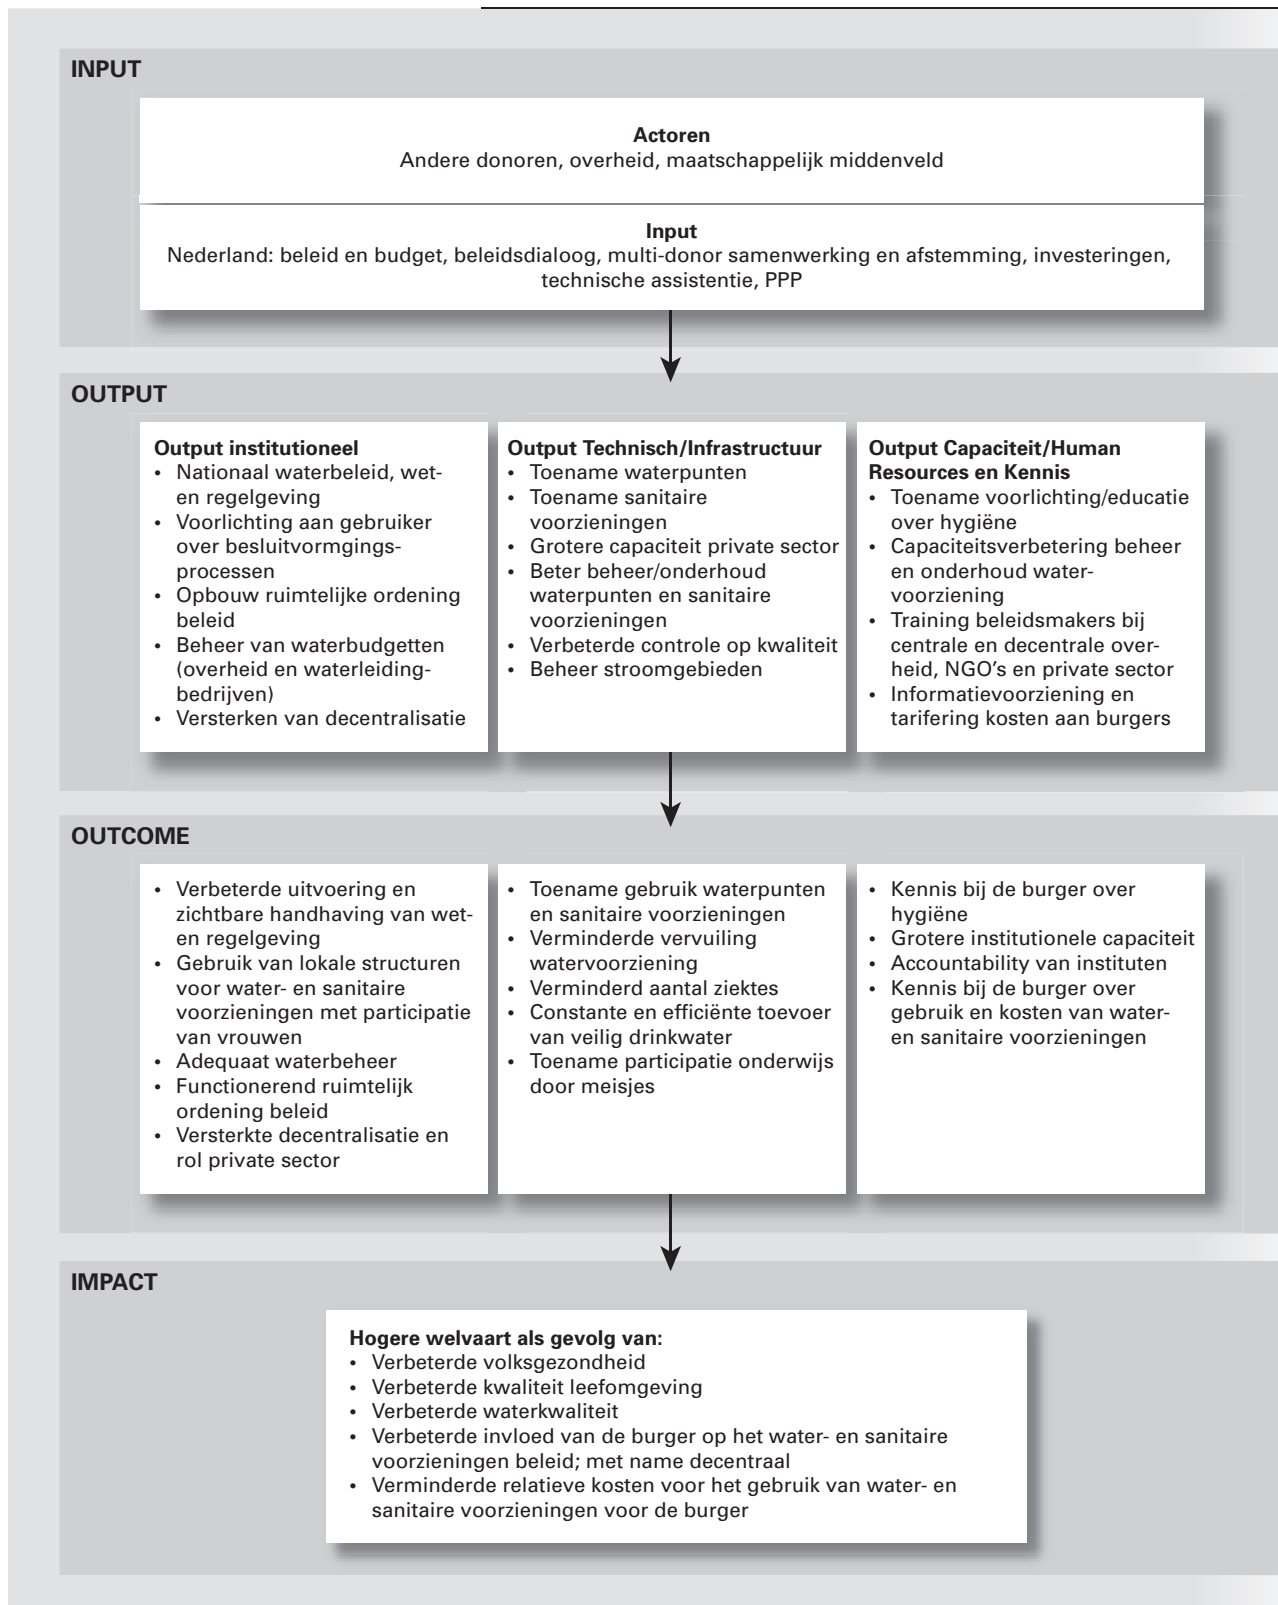 INPUT
Actoren
Andere donoren, overheid, maatschappelijk middenveld
Input
Nederland: beleid en budget, beleidsdialoog, multi-donor samenwerking en afstemming, investeringen,
technische assistentie, PPP
OUTPUT
Output institutioneel
• Nationaal waterbeleid, wet-
en regelgeving
• Voorlichting aan gebruiker
over besluitvormgings-
processen
• Opbouw ruimtelijke ordening
beleid
• Beheer van waterbudgetten
(overheid en waterleiding-
bedrijven)
• Versterken van decentralisatie
Output Technisch/Infrastructuur
• Toename waterpunten
• Toename sanitaire
voorzieningen
• Grotere capaciteit private sector
• Beter beheer/onderhoud
waterpunten en sanitaire
voorzieningen
• Verbeterde controle op kwaliteit
• Beheer stroomgebieden
Output Capaciteit/Human
Resources en Kennis
• Toename voorlichting/educatie
over hygiëne
• Capaciteitsverbetering beheer
en onderhoud water-
voorziening
• Training beleidsmakers bij
centrale en decentrale over-
heid, NGO's en private sector
• Informatievoorziening en
tarifering kosten aan burgers
OUTCOME
• Verbeterde uitvoering en
zichtbare handhaving van wet-
en regelgeving
• Gebruik van lokale structuren
voor water- en sanitaire
voorzieningen met participatie
van vrouwen
• Adequaat waterbeheer
• Functionerend ruimtelijk
ordening beleid
• Versterkte decentralisatie en
rol private sector
• Toename gebruik waterpunten
en sanitaire voorzieningen
• Verminderde vervuiling
watervoorziening
• Verminderd aantal ziektes
• Constante en efficiënte toevoer
van veilig drinkwater
• Toename participatie onderwijs
door meisjes
• Kennis bij de burger over
hygiëne
• Grotere institutionele capaciteit
• Accountability van instituten
• Kennis bij de burger over
gebruik en kosten van water-
en sanitaire voorzieningen
IMPACT
Hogere welvaart als gevolg van:
• Verbeterde volksgezondheid
• Verbeterde kwaliteit leefomgeving
• Verbeterde waterkwaliteit
• Verbeterde invloed van de burger op het water- en sanitaire
voorzieningen beleid; met name decentraal
• Verminderde relatieve kosten voor het gebruik van water- en
sanitaire voorzieningen voor de burger